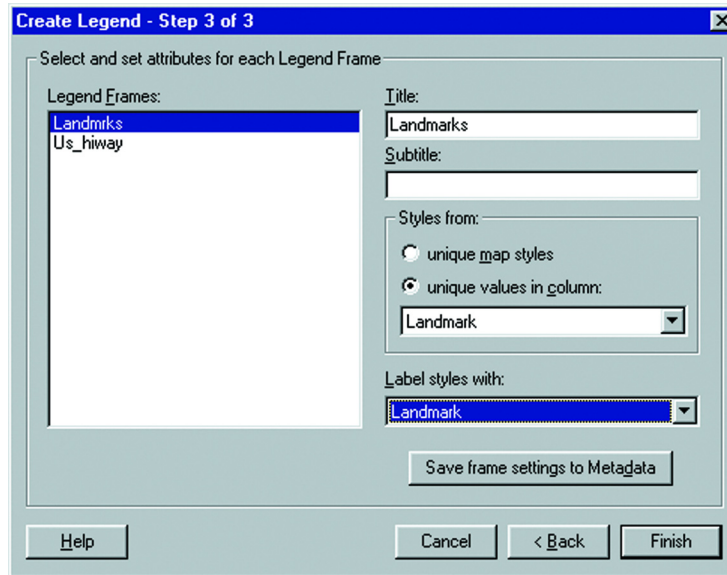 Create Legend - Step 3 of 3
Select and set attributes for each Legend Frame
Legend Frames:
Landmrks
Us_hiway
Title:
Landmarks
Subtitle:
Styles from:
unique map styles
unique values in column:
Landmark
Label styles with:
Landmark
Save frame settings to Metadata
Help
Cancel
< Back
Finish